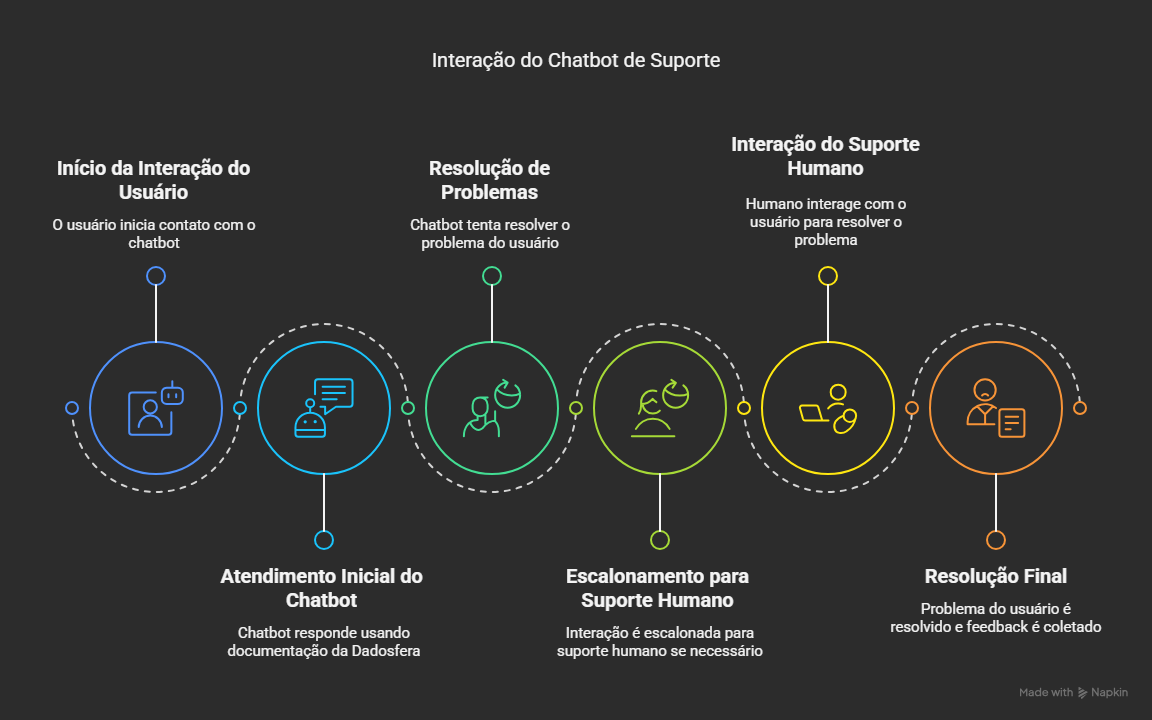 Interação do Chatbot de Suporte
Início da Interação do
Usuário
O usuário inicia contato com o
chatbot
Atendimento Inicial do
Chatbot
Chatbot responde usando
documentação da Dadosfera
Resolução de
Problemas
Chatbot tenta resolver o
problema do usuário
Escalonamento para
Suporte Humano
Interação é escalonada para
suporte humano se necessário
Interação do Suporte
Humano
Humano interage com o
usuário para resolver o
problema
Resolução Final
Problema do usuário é
resolvido e feedback é coletado
Made with Napkin